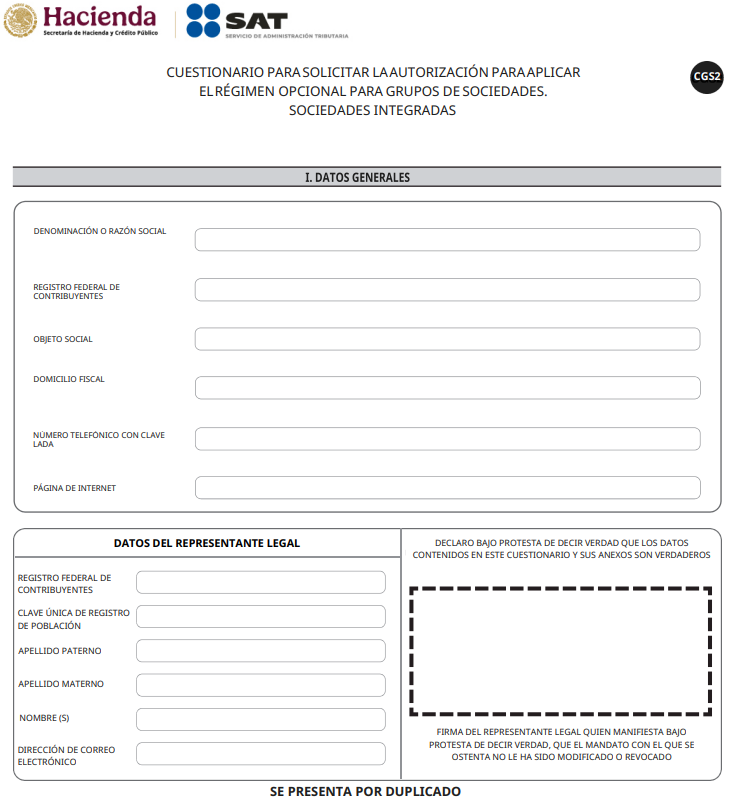 Hacienda
Secretaría de Hacienda y Crédito Público
SAT
SERVICIO DE ADMINISTRACIÓN TRIBUTARIA
CUESTIONARIO PARA SOLICITAR LA AUTORIZACIÓN PARA APLICAR
EL RÉGIMEN OPCIONAL PARA GRUPOS DE SOCIEDADES.
SOCIEDADES INTEGRADAS
CGS2
I. DATOS GENERALES
DENOMINACIÓN O RAZÓN SOCIAL
REGISTRO FEDERAL DE
CONTRIBUYENTES
OBJETO SOCIAL
DOMICILIO FISCAL
NÚMERO TELEFÓNICO CON CLAVE
LADA
PÁGINA DE INTERNET
DATOS DEL REPRESENTANTE LEGAL
REGISTRO FEDERAL DE
CONTRIBUYENTES
CLAVE ÚNICA DE REGISTRO
DE POBLACIÓN
APELLIDO PATERNO
APELLIDO MATERNO
NOMBRE (S)
DIRECCIÓN DE CORREO
ELECTRÓNICO
DECLARO BAJO PROTESTA DE DECIR VERDAD QUE LOS DATOS
CONTENIDOS EN ESTE CUESTIONARIO Y SUS ANEXOS SON VERDADEROS
FIRMA DEL REPRESENTANTE LEGAL QUIEN MANIFIESTA BAJO
PROTESTA DE DECIR VERDAD, QUE EL MANDATO CON EL QUE SE
OSTENTA NO LE HA SIDO MODIFICADO O REVOCADO
SE PRESENTA POR DUPLICADO